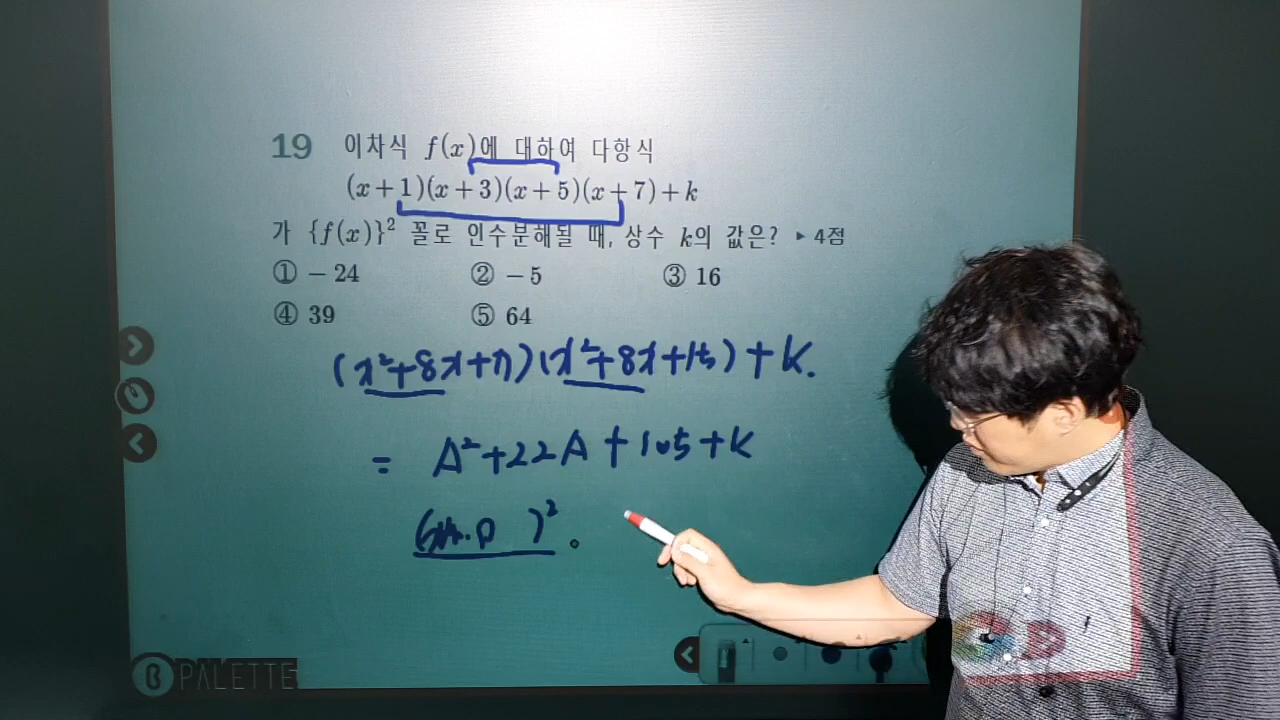 19 이차식 f(x)에 대하여 다항식
(x+1)(x+3)(x+5)(x+7)+k
가 {f(x)}² 꼴로 인수분해될 때, 상수 k의 값은? ▸ 4점
① −24 ② −5 ③ 16
④ 39 ⑤ 64
(x²+8x+7)(x²+8x+15)+k.
= A²+22A+105+k
( )².
B PALETTE